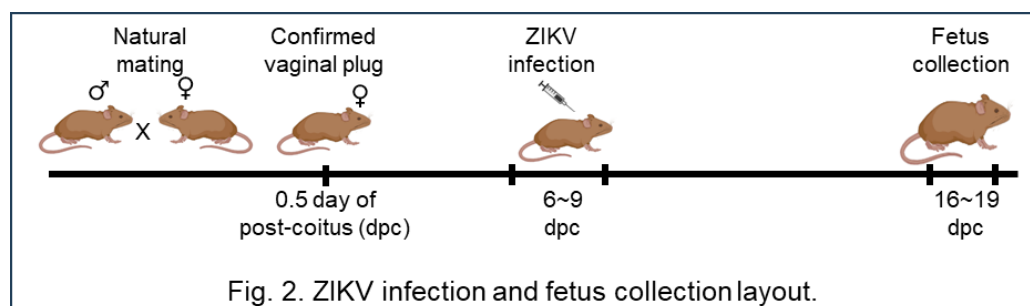 Natural
mating
Confirmed
vaginal plug
ZIKV
infection
Fetus
collection
♂
♀
X
♀
0.5 day of
post-coitus (dpc)
6~9
dpc
16~19
dpc
Fig. 2. ZIKV infection and fetus collection layout.